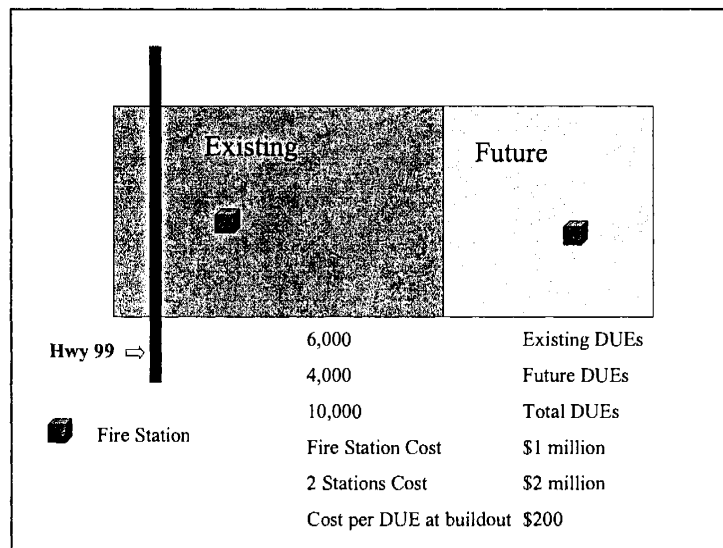 Existing
Future
Hwy 99 ⇨
6,000 Existing DUEs
4,000 Future DUEs
10,000 Total DUEs
Fire Station
Fire Station Cost $1 million
2 Stations Cost $2 million
Cost per DUE at buildout $200